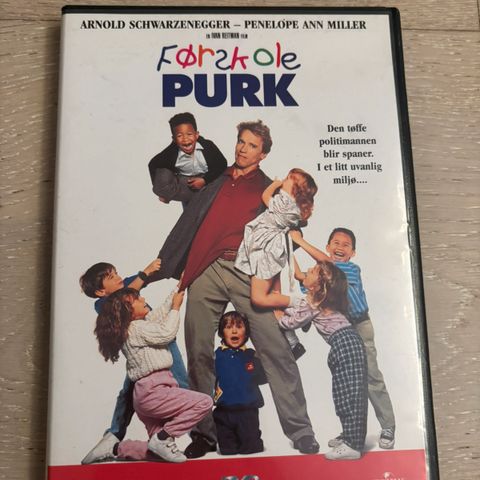 ARNOLD SCHWARZENEGGER – PENELOPE ANN MILLER
EN IVAN REITMAN FILM
FØRSKOLE
PURK
Den tøffe
politimannen
blir spaner.
I et litt uvanlig
miljø....